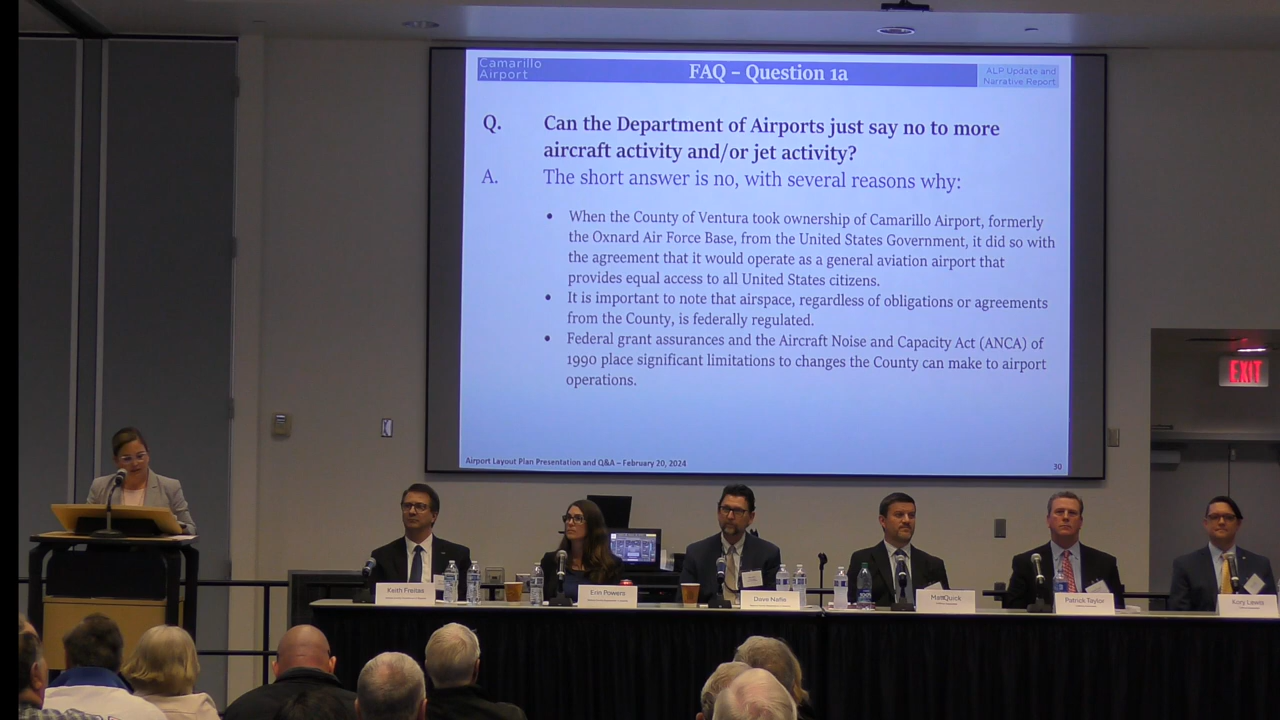 Camarillo
Airport
FAQ – Question 1a
ALP Update and
Narrative Report
Q. Can the Department of Airports just say no to more
aircraft activity and/or jet activity?
A. The short answer is no, with several reasons why:
• When the County of Ventura took ownership of Camarillo Airport, formerly
the Oxnard Air Force Base, from the United States Government, it did so with
the agreement that it would operate as a general aviation airport that
provides equal access to all United States citizens.
• It is important to note that airspace, regardless of obligations or agreements
from the County, is federally regulated.
• Federal grant assurances and the Aircraft Noise and Capacity Act (ANCA) of
1990 place significant limitations to changes the County can make to airport
operations.
Airport Layout Plan Presentation and Q&A – February 20, 2024
30
EXIT
Keith Freitas
Erin Powers
Dave Nafie
Matt Quick
Patrick Taylor
Kory Lewis